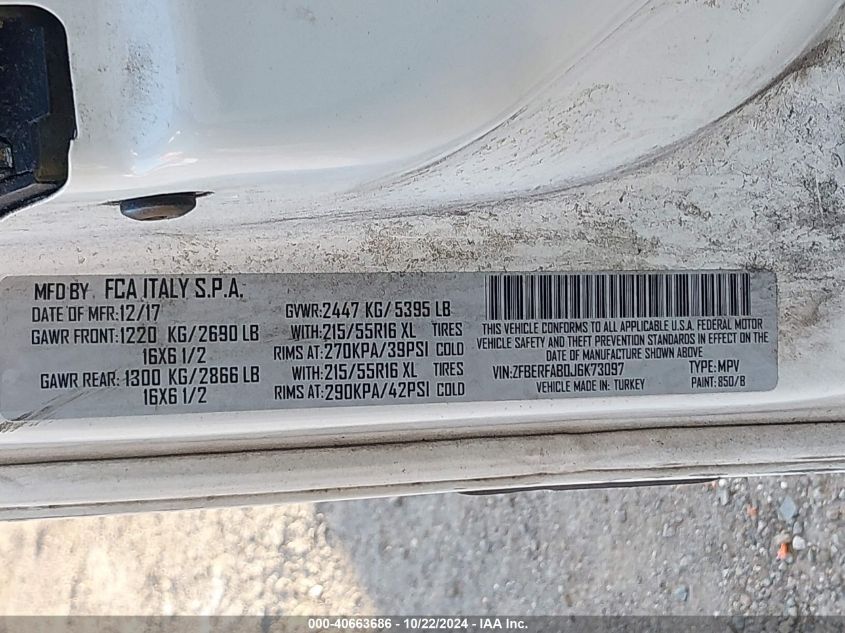 MFD BY FCA ITALY S.P.A.
DATE OF MFR:12/17
GVWR:2447 KG/5395 LB
GAWR FRONT:1220 KG/2690 LB
WITH:215/55R16 XL TIRES
16X6 1/2
RIMS AT:270KPA/39PSI COLD
GAWR REAR:1300 KG/2866 LB
WITH:215/55R16 XL TIRES
16X6 1/2
RIMS AT:290KPA/42PSI COLD
THIS VEHICLE CONFORMS TO ALL APPLICABLE U.S.A. FEDERAL MOTOR
VEHICLE SAFETY AND THEFT PREVENTION STANDARDS IN EFFECT ON
THE DATE OF MANUFACTURE SHOWN ABOVE.
VIN:ZFBERFAB0J6K73097 TYPE: MPV
VEHICLE MADE IN: TURKEY PAINT: 850/B
000-40663686 - 10/22/2024 - IAA Inc.